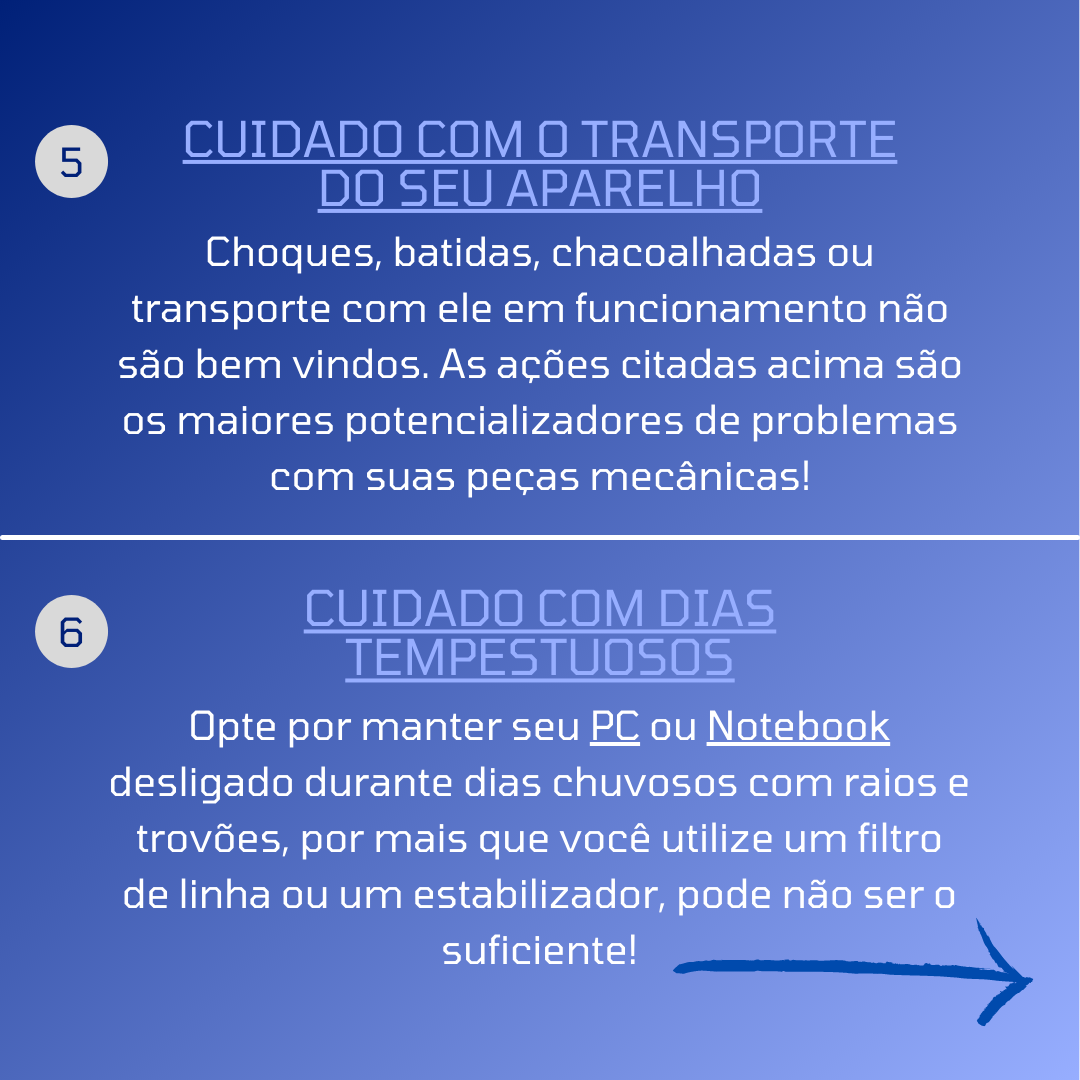 5
CUIDADO COM O TRANSPORTE
DO SEU APARELHO
Choques, batidas, chacoalhadas ou
transporte com ele em funcionamento não
são bem vindos. As ações citadas acima são
os maiores potencializadores de problemas
com suas peças mecânicas!
6
CUIDADO COM DIAS
TEMPESTUOSOS
Opte por manter seu PC ou Notebook
desligado durante dias chuvosos com raios e
trovões, por mais que você utilize um filtro
de linha ou um estabilizador, pode não ser o
suficiente!